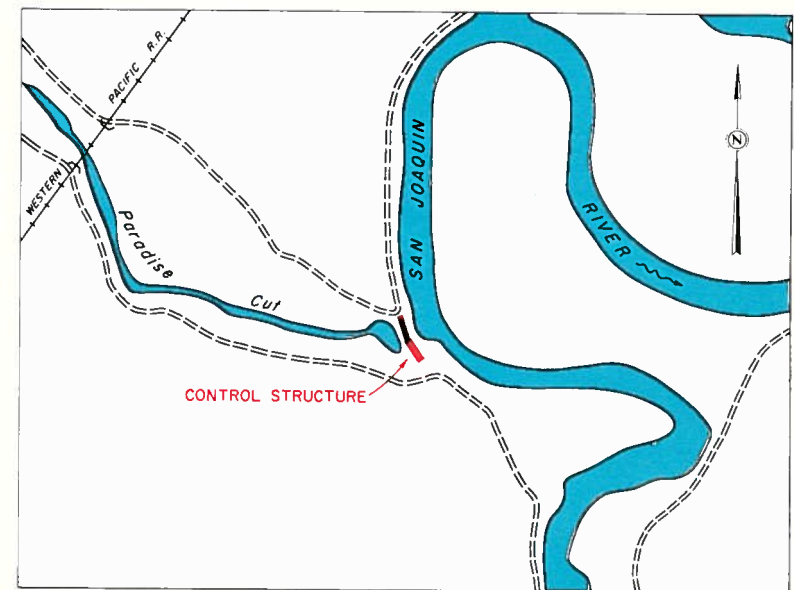 WESTERN PACIFIC R.R.
Paradise Cut
SAN JOAQUIN
RIVER
N
CONTROL STRUCTURE